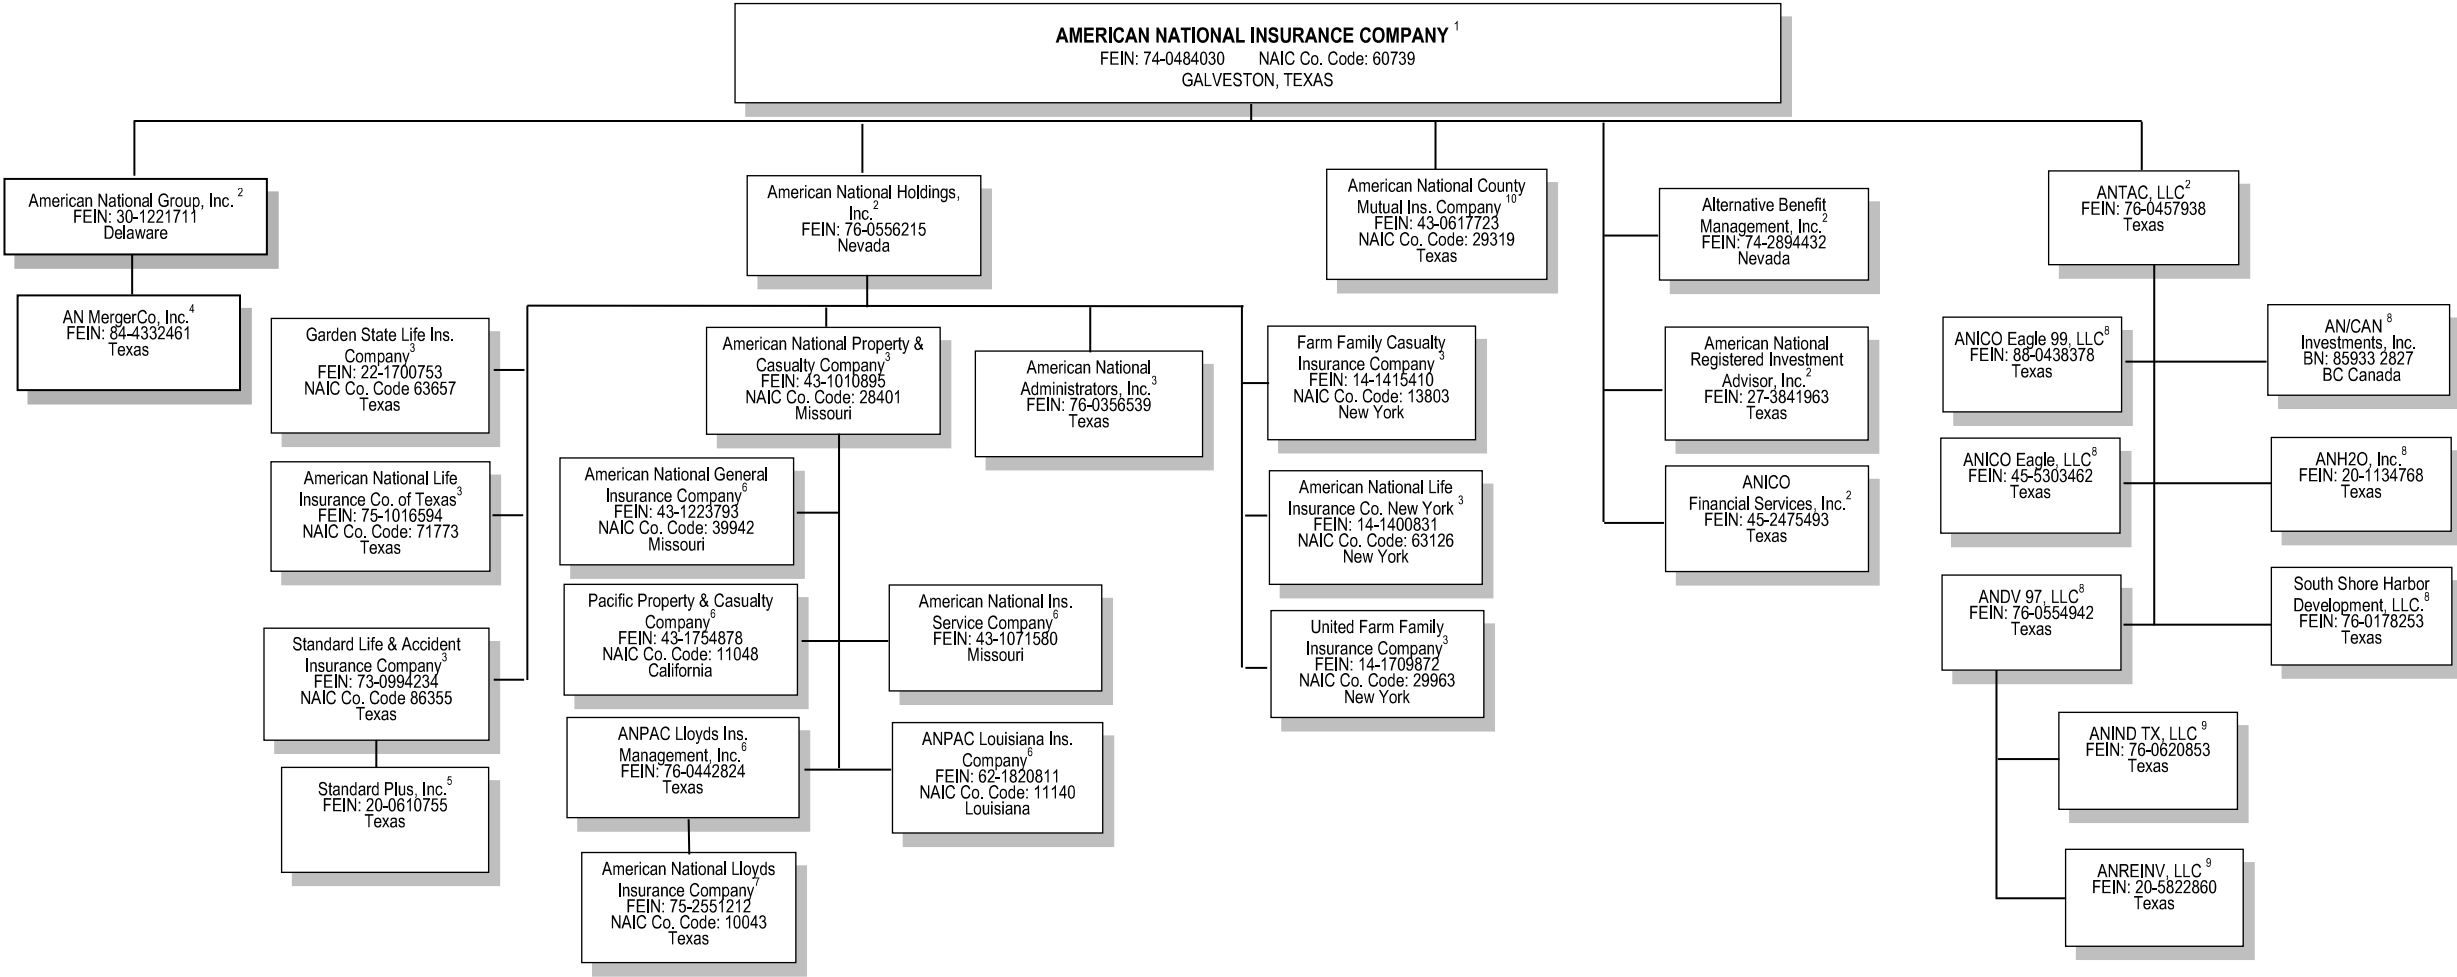 AMERICAN NATIONAL INSURANCE COMPANY 1
FEIN: 74-0484030 NAIC Co. Code: 60739
GALVESTON, TEXAS
American National Group, Inc. 2
FEIN: 30-1221711
Delaware
AN MergerCo, Inc.4
FEIN: 84-4332461
Texas
American National Holdings,
Inc.2
FEIN: 76-0556215
Nevada
Garden State Life Ins.
Company3
FEIN: 22-1700753
NAIC Co. Code 63657
Texas
American National Life
Insurance Co. of Texas3
FEIN: 75-1016594
NAIC Co. Code: 71773
Texas
Standard Life & Accident
Insurance Company3
FEIN: 73-0994234
NAIC Co. Code 86355
Texas
Standard Plus, Inc.5
FEIN: 20-0610755
Texas
American National Property &
Casualty Company3
FEIN: 43-1010895
NAIC Co. Code: 28401
Missouri
American National General
Insurance Company6
FEIN: 43-1223793
NAIC Co. Code: 39942
Missouri
Pacific Property & Casualty
Company6
FEIN: 43-1754878
NAIC Co. Code: 11048
California
American National Ins.
Service Company6
FEIN: 43-1071580
Missouri
ANPAC Lloyds Ins.
Management, Inc.6
FEIN: 76-0442824
Texas
ANPAC Louisiana Ins.
Company6
FEIN: 62-1820811
NAIC Co. Code: 11140
Louisiana
American National Lloyds
Insurance Company7
FEIN: 75-2551212
NAIC Co. Code: 10043
Texas
American National
Administrators, Inc.3
FEIN: 76-0356539
Texas
Farm Family Casualty
Insurance Company3
FEIN: 14-1415410
NAIC Co. Code: 13803
New York
American National Life
Insurance Co. New York 3
FEIN: 14-1400831
NAIC Co. Code: 63126
New York
United Farm Family
Insurance Company3
FEIN: 14-1709872
NAIC Co. Code: 29963
New York
American National County
Mutual Ins. Company 10
FEIN: 43-0617723
NAIC Co. Code: 29319
Texas
Alternative Benefit
Management, Inc.2
FEIN: 74-2894432
Nevada
American National
Registered Investment
Advisor, Inc.2
FEIN: 27-3841963
Texas
ANICO
Financial Services, Inc.2
FEIN: 45-2475493
Texas
ANTAC, LLC2
FEIN: 76-0457938
Texas
ANICO Eagle 99, LLC8
FEIN: 88-0438378
Texas
AN/CAN 8
Investments, Inc.
BN: 85933 2827
BC Canada
ANICO Eagle, LLC8
FEIN: 45-5303462
Texas
ANH2O, Inc.8
FEIN: 20-1134768
Texas
ANDV 97, LLC8
FEIN: 76-0554942
Texas
South Shore Harbor
Development, LLC.8
FEIN: 76-0178253
Texas
ANIND TX, LLC 9
FEIN: 76-0620853
Texas
ANREINV, LLC 9
FEIN: 20-5822860
Texas